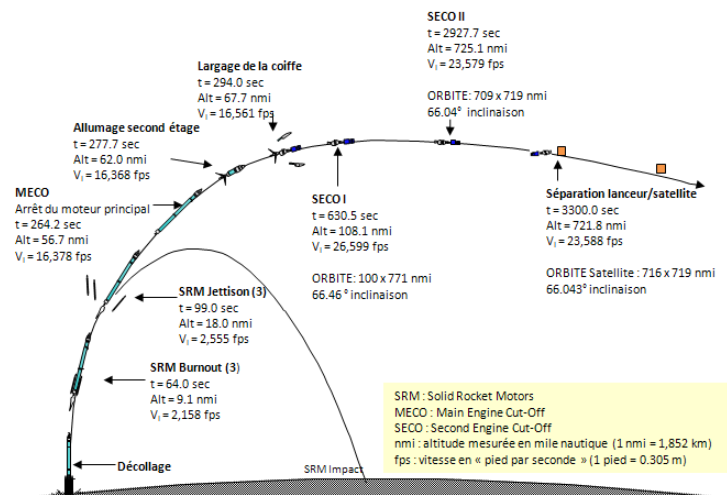 SECO II
t = 2927.7 sec
Alt = 725.1 nmi
V_I = 23,579 fps
ORBITE: 709 x 719 nmi
66.04° inclinaison
Largage de la coiffe
t = 294.0 sec
Alt = 67.7 nmi
V_I = 16,561 fps
Allumage second étage
t = 277.7 sec
Alt = 62.0 nmi
V_I = 16,368 fps
MECO
Arrêt du moteur principal
t = 264.2 sec
Alt = 56.7 nmi
V_I = 16,378 fps
SECO I
t = 630.5 sec
Alt = 108.1 nmi
V_I = 26,599 fps
ORBITE: 100 x 771 nmi
66.46° inclinaison
Séparation lanceur/satellite
t = 3300.0 sec
Alt = 721.8 nmi
V_I = 23,588 fps
ORBITE Satellite : 716 x 719 nmi
66.043° inclinaison
SRM Jettison (3)
t = 99.0 sec
Alt = 18.0 nmi
V_I = 2,555 fps
SRM Burnout (3)
t = 64.0 sec
Alt = 9.1 nmi
V_I = 2,158 fps
Décollage
SRM Impact
SRM : Solid Rocket Motors
MECO : Main Engine Cut-Off
SECO : Second Engine Cut-Off
nmi : altitude mesurée en mile nautique (1 nmi = 1,852 km)
fps : vitesse en « pied par seconde » (1 pied = 0.305 m)